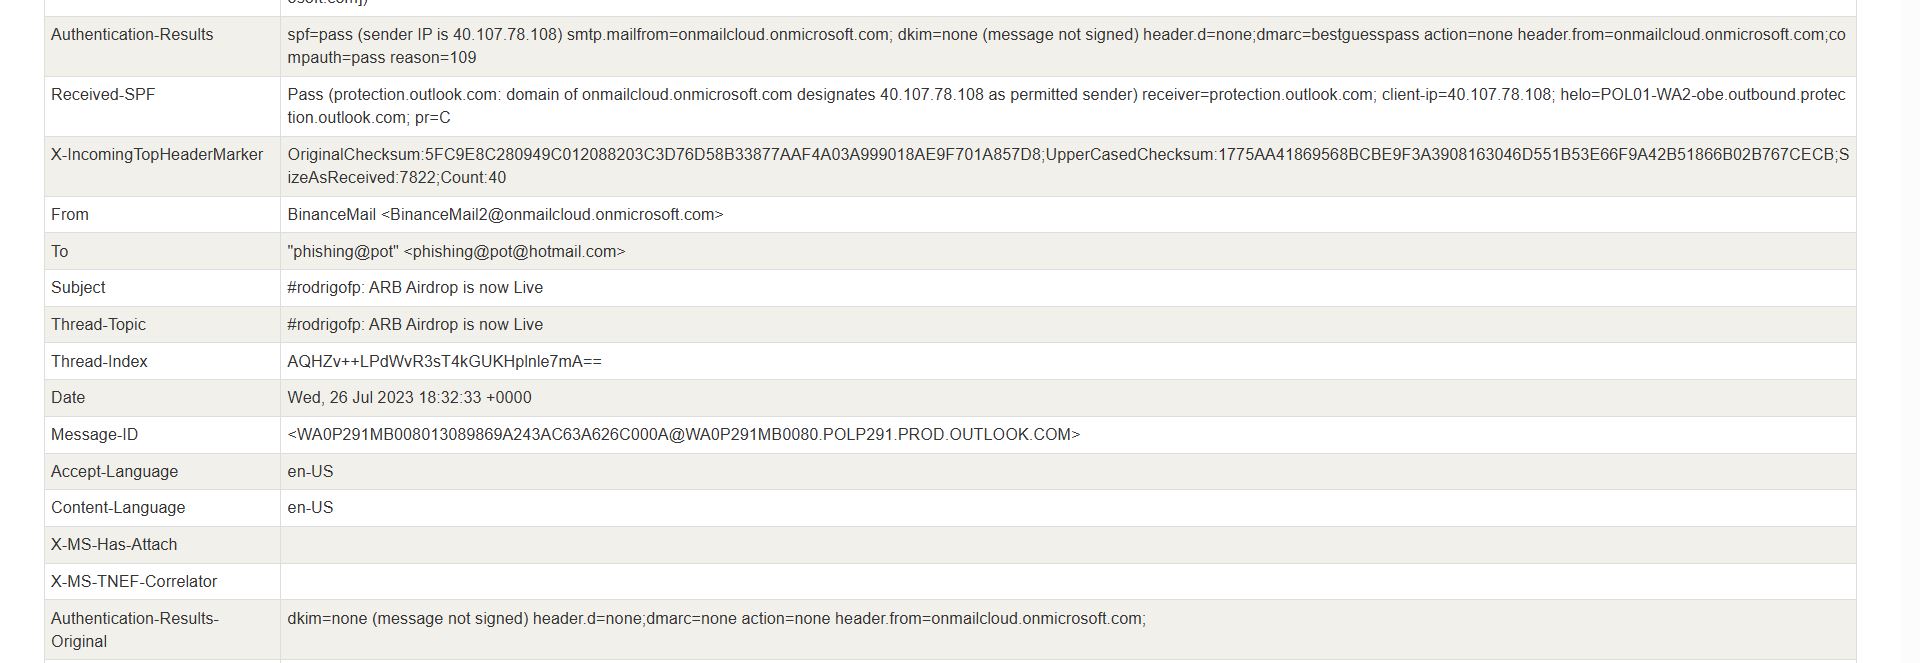 osoft.com])
Authentication-Results
spf=pass (sender IP is 40.107.78.108) smtp.mailfrom=onmailcloud.onmicrosoft.com; dkim=none (message not signed) header.d=none;dmarc=bestguesspass action=none header.from=onmailcloud.onmicrosoft.com;co
mpauth=pass reason=109
Received-SPF
Pass (protection.outlook.com: domain of onmailcloud.onmicrosoft.com designates 40.107.78.108 as permitted sender) receiver=protection.outlook.com; client-ip=40.107.78.108; helo=POL01-WA2-obe.outbound.protec
tion.outlook.com; pr=C
X-IncomingTopHeaderMarker
OriginalChecksum:5FC9E8C280949C012088203C3D76D58B33877AAF4A03A999018AE9F701A857D8;UpperCasedChecksum:1775AA41869568BCBE9F3A3908163046D551B53E66F9A42B51866B02B767CECB;S
izeAsReceived:7822;Count:40
From
BinanceMail <BinanceMail2@onmailcloud.onmicrosoft.com>
To
"phishing@pot" <phishing@pot@hotmail.com>
Subject
#rodrigofp: ARB Airdrop is now Live
Thread-Topic
#rodrigofp: ARB Airdrop is now Live
Thread-Index
AQHZv++LPdWvR3sT4kGUKHplnle7mA==
Date
Wed, 26 Jul 2023 18:32:33 +0000
Message-ID
<WA0P291MB008013089869A243AC63A626C000A@WA0P291MB0080.POLP291.PROD.OUTLOOK.COM>
Accept-Language
en-US
Content-Language
en-US
X-MS-Has-Attach
X-MS-TNEF-Correlator
Authentication-Results-
Original
dkim=none (message not signed) header.d=none;dmarc=none action=none header.from=onmailcloud.onmicrosoft.com;